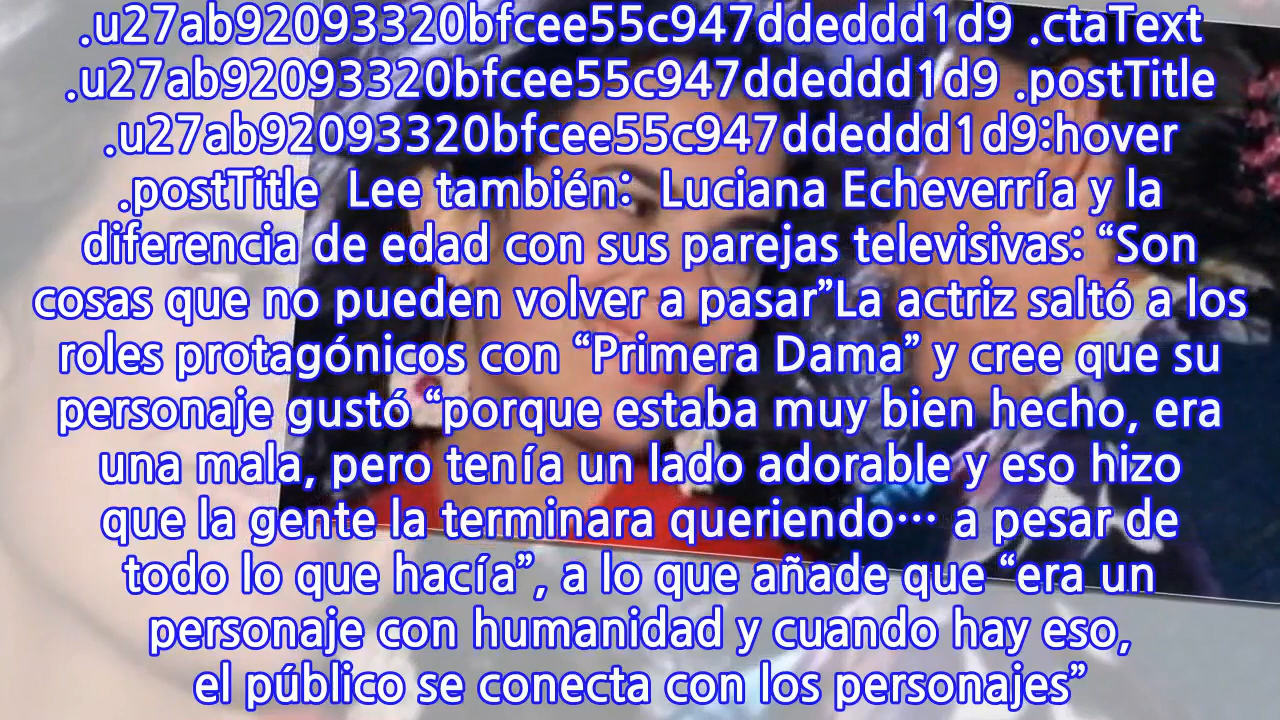 .u27ab92093320bfcee55c947ddeddd1d9 .ctaText
.u27ab92093320bfcee55c947ddeddd1d9 .postTitle
.u27ab92093320bfcee55c947ddeddd1d9:hover
.postTitle  Lee también:  Luciana Echeverría y la
diferencia de edad con sus parejas televisivas: “Son
cosas que no pueden volver a pasar”La actriz saltó a los
roles protagónicos con “Primera Dama” y cree que su
personaje gustó “porque estaba muy bien hecho, era
una mala, pero tenía un lado adorable y eso hizo
que la gente la terminara queriendo… a pesar de
todo lo que hacía”, a lo que añade que “era un
personaje con humanidad y cuando hay eso,
el público se conecta con los personajes”